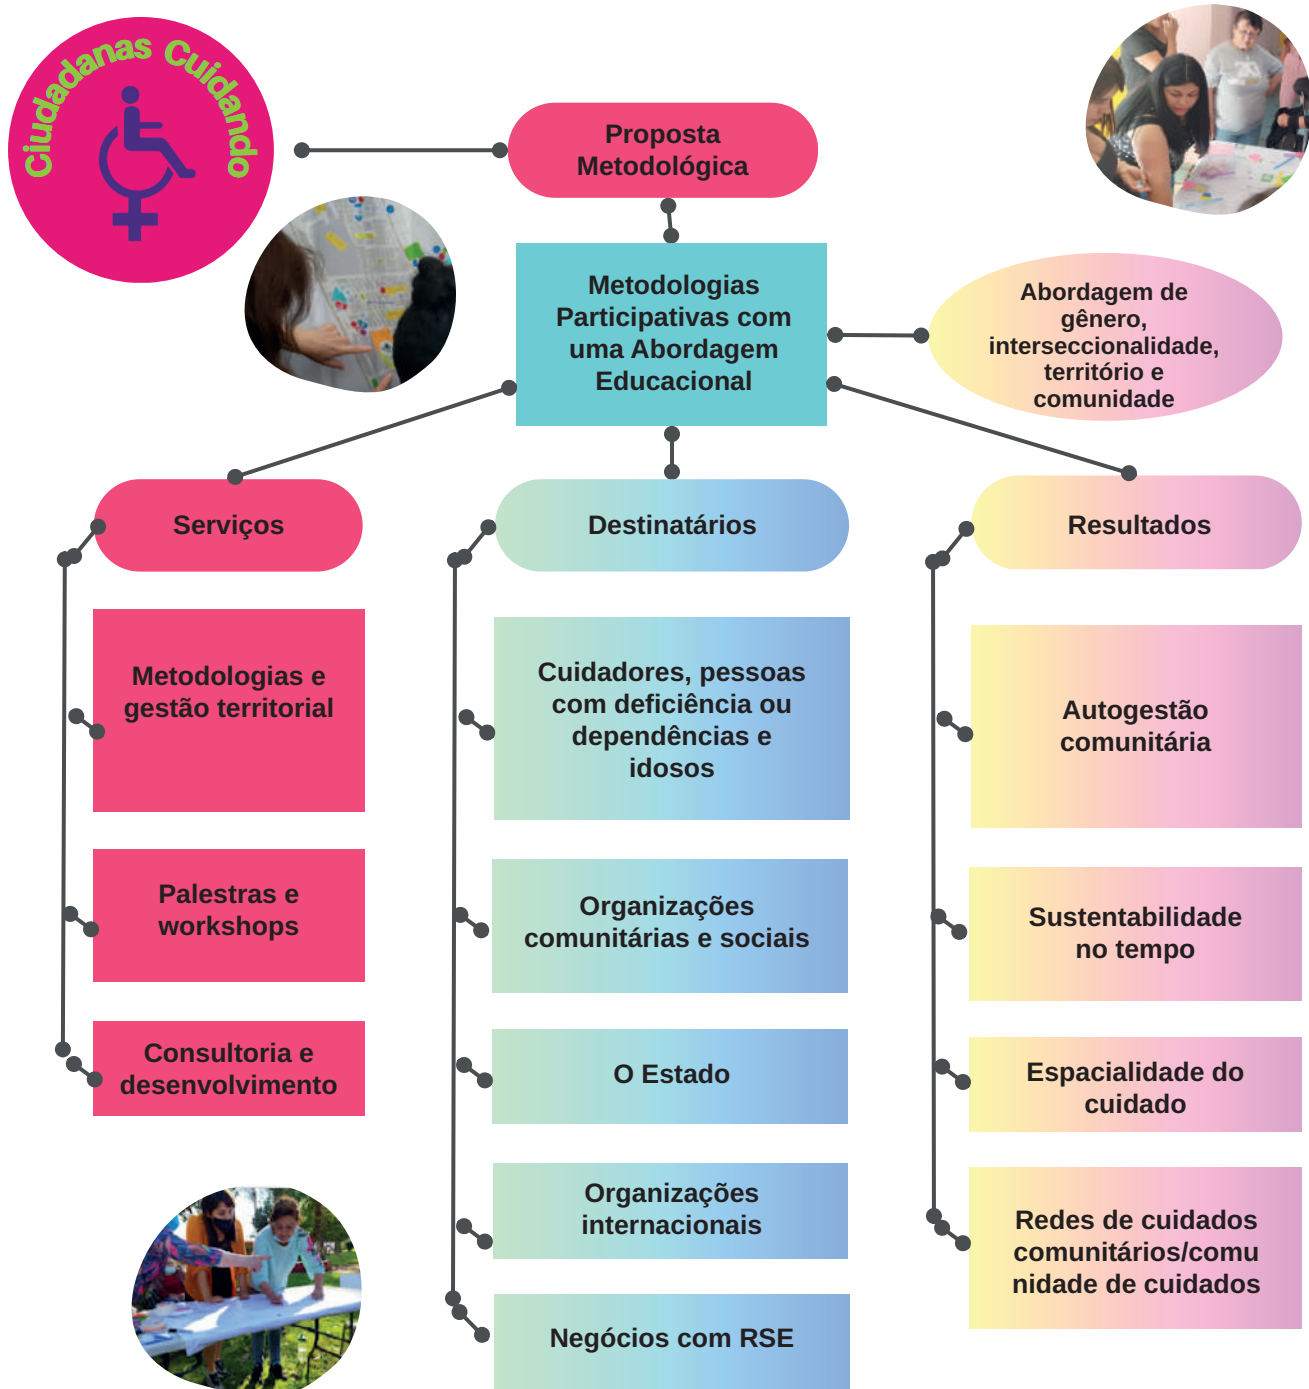 Ciudadanas Cuidando
Proposta
Metodológica
Metodologias
Participativas com
uma Abordagem
Educacional
Abordagem de
gênero,
interseccionalidade,
território e
comunidade
Serviços
Metodologias e
gestão territorial
Palestras e
workshops
Consultoria e
desenvolvimento
Destinatários
Cuidadores, pessoas
com deficiência ou
dependências e
idosos
Organizações
comunitárias e sociais
O Estado
Organizações
internacionais
Negócios com RSE
Resultados
Autogestão
comunitária
Sustentabilidade
no tempo
Espacialidade do
cuidado
Redes de cuidados
comunitários/comu
nidade de cuidados